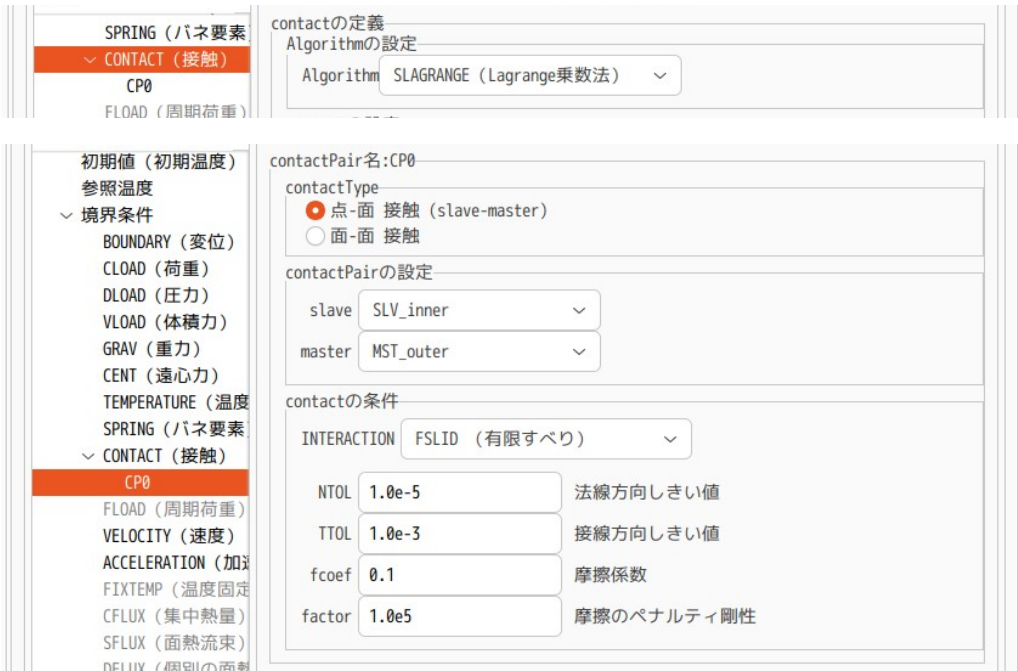 SPRING (バネ要素
CONTACT (接触)
CP0
FLOAD (周期荷重)
contactの定義
Algorithmの設定
Algorithm SLAGRANGE (Lagrange乗数法)
初期値 (初期温度)
参照温度
境界条件
BOUNDARY (変位)
CLOAD (荷重)
DLOAD (圧力)
VLOAD (体積力)
GRAV (重力)
CENT (遠心力)
TEMPERATURE (温度
SPRING (バネ要素
CONTACT (接触)
CP0
FLOAD (周期荷重)
VELOCITY (速度)
ACCELERATION (加速
FIXTEMP (温度固定
CFLUX (集中熱量)
SFLUX (面熱流束)
DFLUX (個別の面熱
contactPair名:CP0
contactType
点-面 接触 (slave-master)
面-面 接触
contactPairの設定
slave SLV_inner
master MST_outer
contactの条件
INTERACTION FSLID (有限すべり)
NTOL 1.0e-5 法線方向しきい値
TTOL 1.0e-3 接線方向しきい値
fcoef 0.1 摩擦係数
factor 1.0e5 摩擦のペナルティ剛性